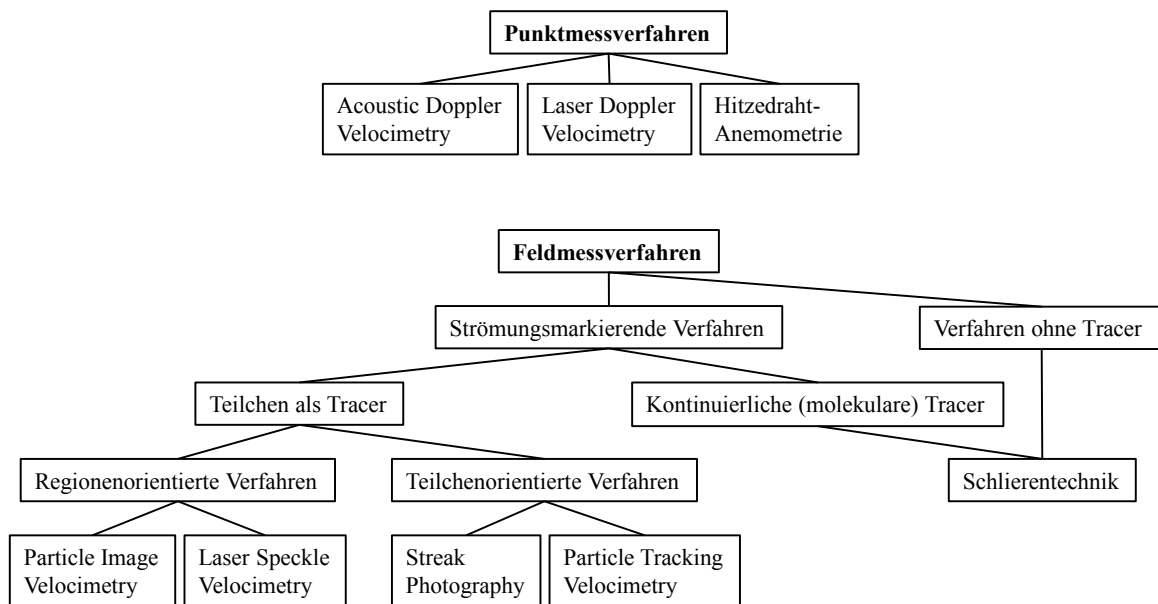 Punktmessverfahren
Acoustic Doppler
Velocimetry
Laser Doppler
Velocimetry
Hitzedraht-
Anemometrie
Feldmessverfahren
Strömungsmarkierende Verfahren
Verfahren ohne Tracer
Teilchen als Tracer
Kontinuierliche (molekulare) Tracer
Regionenorientierte Verfahren
Teilchenorientierte Verfahren
Schlierentechnik
Particle Image
Velocimetry
Laser Speckle
Velocimetry
Streak
Photography
Particle Tracking
Velocimetry